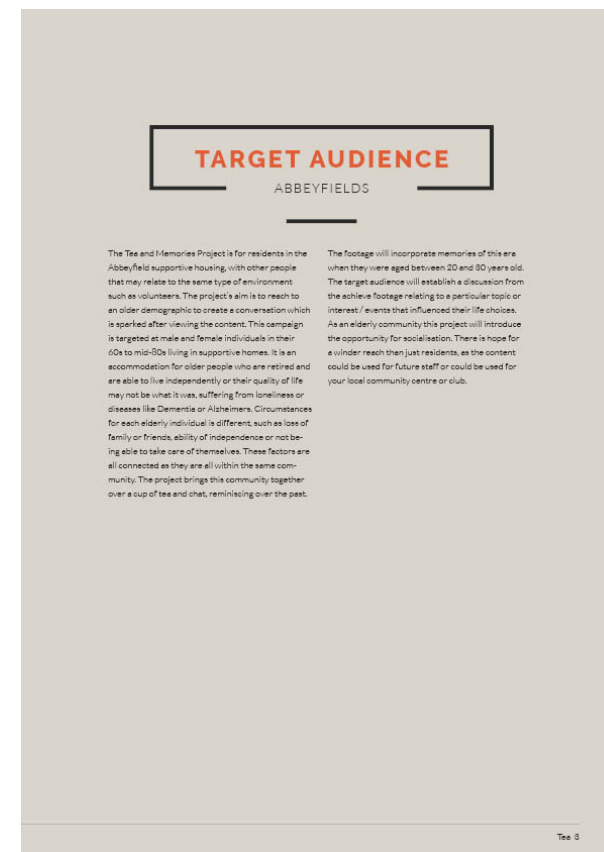 TARGET AUDIENCE
ABBEYFIELDS
The Tea and Memories Project is for residents in the
Abbeyfield supportive housing, with other people
that may relate to the same type of environment
such as volunteers. The project's aim is to reach to
an older demographic to create a conversation which
is sparked after viewing the content. This campaign
is targeted at male and female individuals in their
60s to mid-80s living in supportive homes. It is an
accommodation for older people who are retired and
are able to live independently or their quality of life
may not be what it was, suffering from loneliness or
diseases like Dementia or Alzheimers. Circumstances
for each elderly individual is different, such as loss of
family or friends, ability of independence or not be-
ing able to take care of themselves. These factors are
all connected as they are all within the same com-
munity. The project brings this community together
over a cup of tea and chat, reminiscing over the past.
The footage will incorporate memories of this era
when they were aged between 20 and 30 years old.
The target audience will establish a discussion from
the achieve footage relating to a particular topic or
interest / events that influenced their life choices.
As an elderly community this project will introduce
the opportunity for socialisation. There is hope for
a winder reach than just residents, as the content
could be used for future staff or could be used for
your local community centre or club.
Tea 3